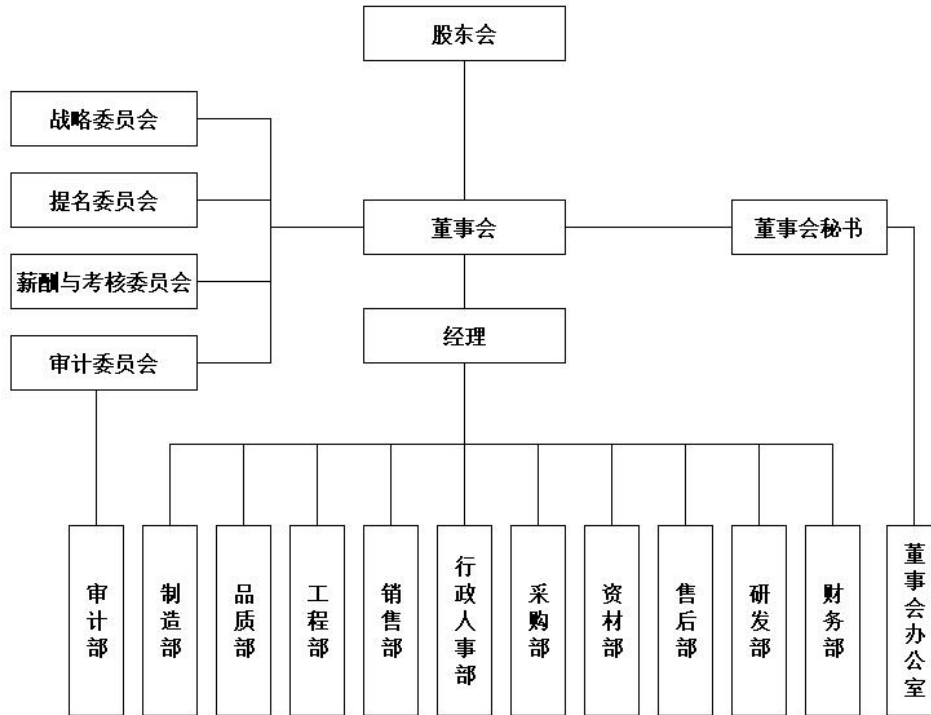 股东会
战略委员会
提名委员会
董事会
董事会秘书
薪酬与考核委员会
经理
审计委员会
审计部
制造部
品质部
工程部
销售部
行政人事部
采购部
资材部
售后部
研发部
财务部
董事会办公室